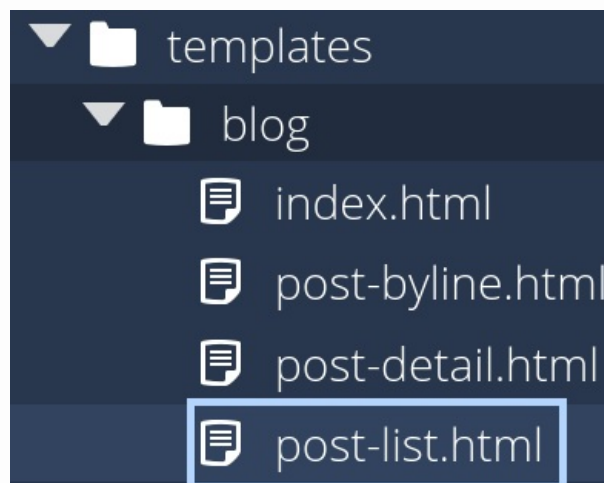 templates
blog
index.html
post-byline.html
post-detail.html
post-list.html